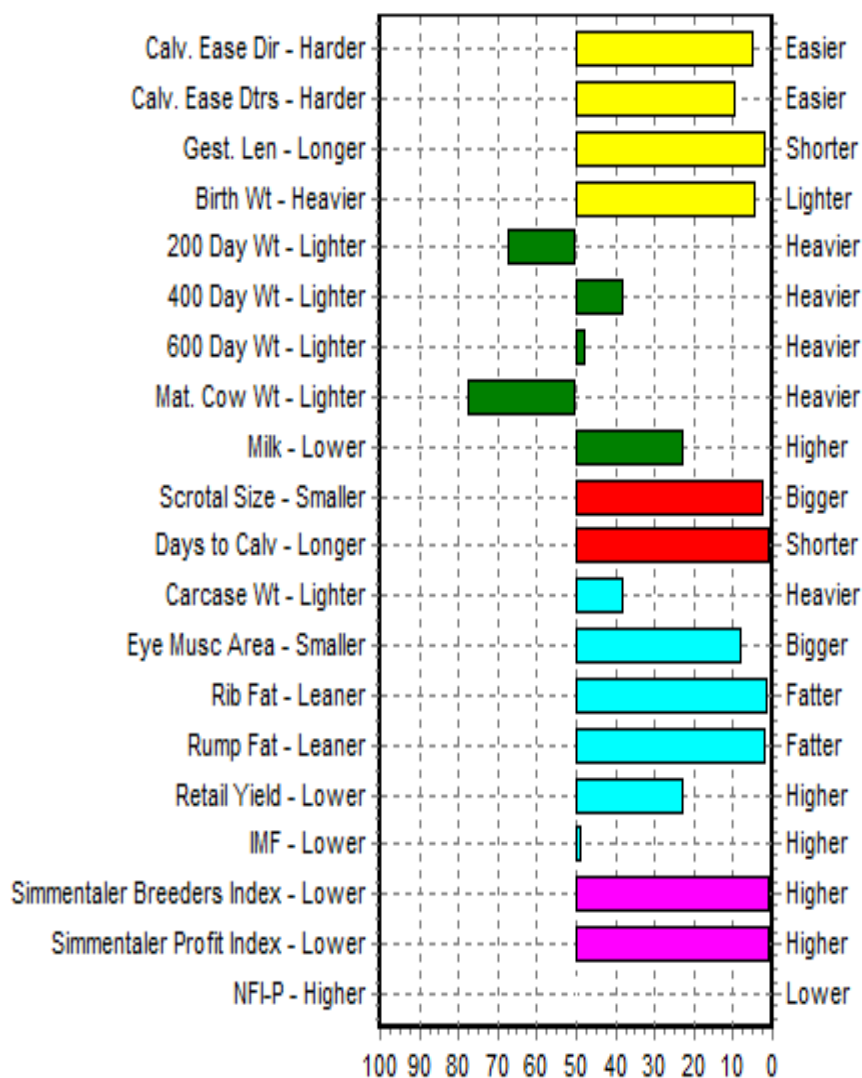 Calv. Ease Dir - Harder Easier
Calv. Ease Dtrs - Harder Easier
Gest. Len - Longer Shorter
Birth Wt - Heavier Lighter
200 Day Wt - Lighter Heavier
400 Day Wt - Lighter Heavier
600 Day Wt - Lighter Heavier
Mat. Cow Wt - Lighter Heavier
Milk - Lower Higher
Scrotal Size - Smaller Bigger
Days to Calv - Longer Shorter
Carcase Wt - Lighter Heavier
Eye Musc Area - Smaller Bigger
Rib Fat - Leaner Fatter
Rump Fat - Leaner Fatter
Retail Yield - Lower Higher
IMF - Lower Higher
Simmentaler Breeders Index - Lower Higher
Simmentaler Profit Index - Lower Higher
NFI-P - Higher Lower
100 90 80 70 60 50 40 30 20 10 0